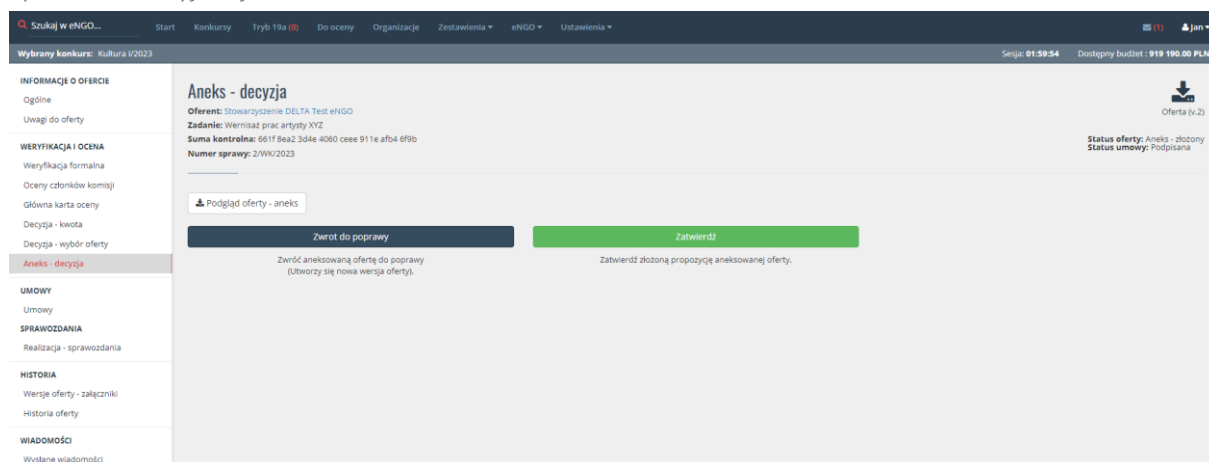 Szukaj w eNGO...
Start
Konkursy
Tryb 19a (0)
Do oceny
Organizacje
Zestawienia
eNGO
Ustawienia
(1)
Jan
Wybrany konkurs: Kultura I/2023
Sesja: 01:59:54
Dostępny budżet : 919 190.00 PLN
INFORMACJE O OFERCIE
Ogólne
Uwagi do oferty
WERYFIKACJA I OCENA
Weryfikacja formalna
Oceny członków komisji
Główna karta oceny
Decyzja - kwota
Decyzja - wybór oferty
Aneks - decyzja
UMOWY
Umowy
SPRAWOZDANIA
Realizacja - sprawozdania
HISTORIA
Wersje oferty - załączniki
Historia oferty
WIADOMOŚCI
Wysłane wiadomości
Aneks - decyzja
Oferent: Stowarzyszenie DELTA Test eNGO
Zadanie: Wernisaż prac artysty XYZ
Suma kontrolna: 661f 8ea2 3d4e 4060 ceee 911e afb4 6f9b
Numer sprawy: 2/WK/2023
Oferta (v.2)
Status oferty: Aneks - złożony
Status umowy: Podpisana
Podgląd oferty - aneks
Zwrot do poprawy
Zwróć aneksowaną ofertę do poprawy
(Utworzy się nowa wersja oferty).
Zatwierdź
Zatwierdź złożoną propozycję aneksowanej oferty.